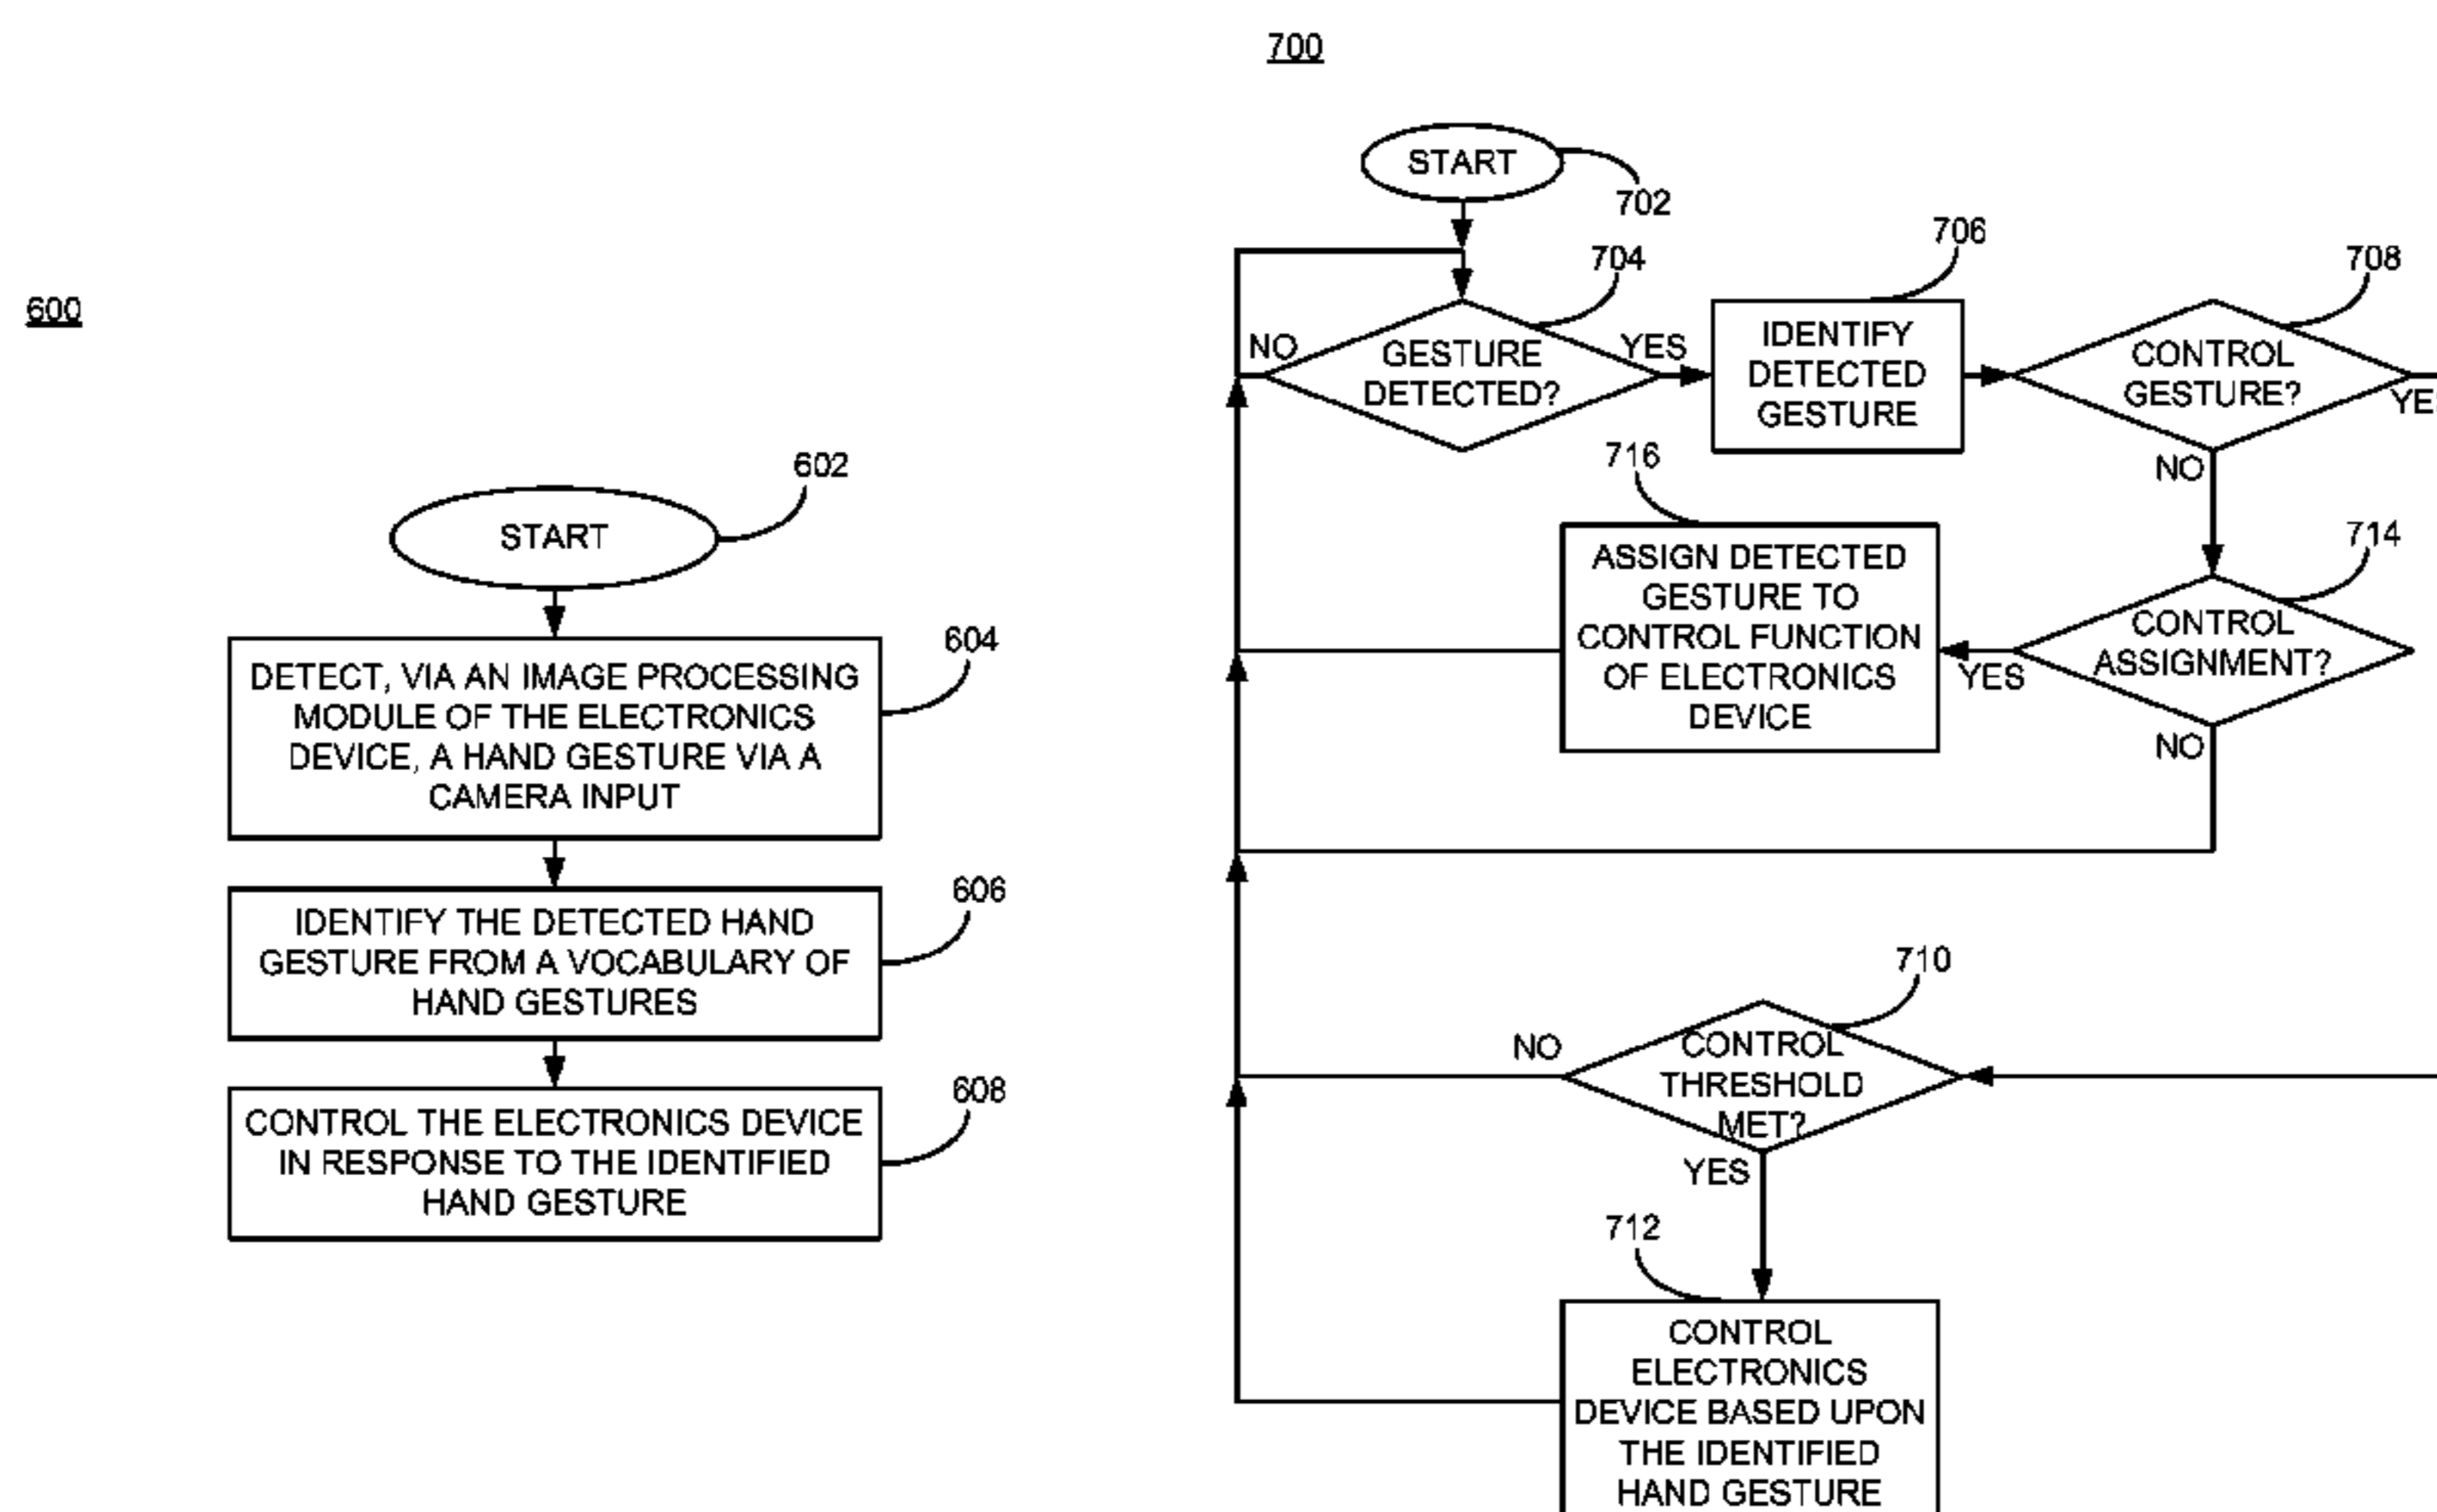 600
START
602
DETECT, VIA AN IMAGE PROCESSING
MODULE OF THE ELECTRONICS
DEVICE, A HAND GESTURE VIA A
CAMERA INPUT
604
IDENTIFY THE DETECTED HAND
GESTURE FROM A VOCABULARY OF
HAND GESTURES
606
CONTROL THE ELECTRONICS DEVICE
IN RESPONSE TO THE IDENTIFIED
HAND GESTURE
608
700
START
702
GESTURE
DETECTED?
704
NO
YES
IDENTIFY
DETECTED
GESTURE
706
CONTROL
GESTURE?
708
YES
NO
CONTROL
ASSIGNMENT?
714
YES
NO
ASSIGN DETECTED
GESTURE TO
CONTROL FUNCTION
OF ELECTRONICS
DEVICE
716
CONTROL
THRESHOLD
MET?
710
NO
YES
CONTROL
ELECTRONICS
DEVICE BASED UPON
THE IDENTIFIED
HAND GESTURE
712